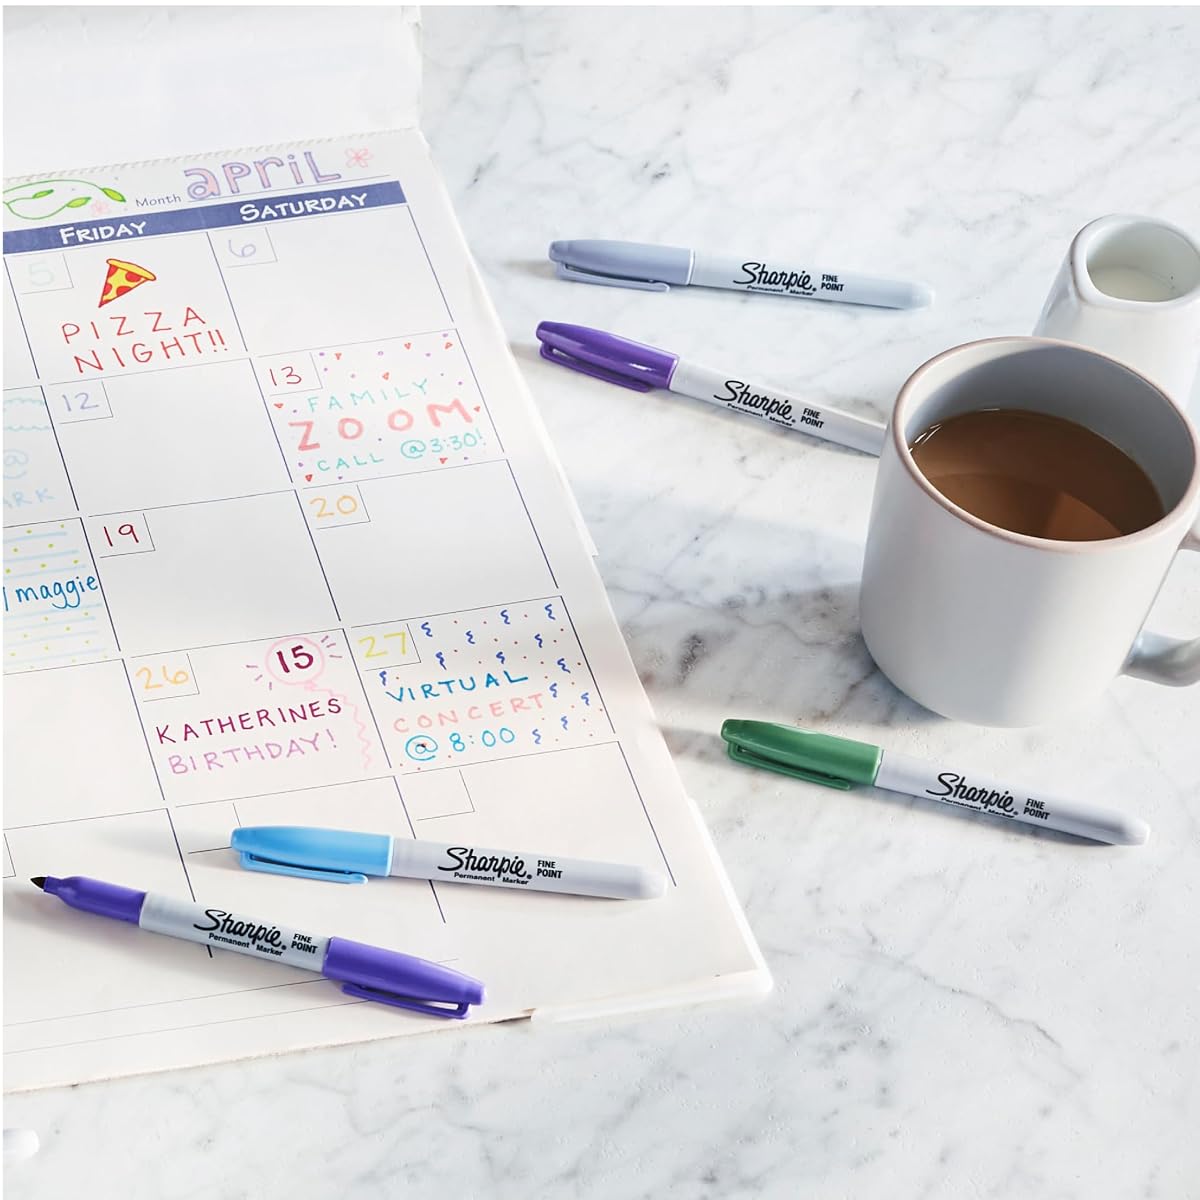 Month april
FRIDAY
SATURDAY
5
PIZZA
NIGHT!!
6
12
13
FAMILY
ZOOM
CALL @3:30!
@
/maggie
19
20
26
15
KATHERINES
BIRTHDAY!
27
VIRTUAL
CONCERT
@ 8:00
Sharpie® FINE POINT
Permanent Marker
Sharpie® FINE POINT
Permanent Marker
Sharpie® FINE POINT
Permanent Marker
Sharpie® FINE POINT
Permanent Marker
Sharpie® FINE POINT
Permanent Marker